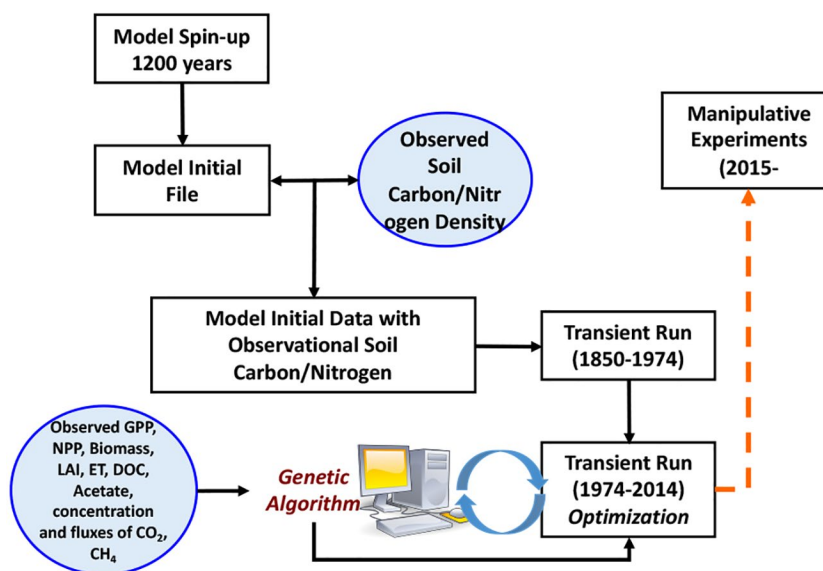 Model Spin-up
1200 years
Manipulative
Experiments
(2015-
Model Initial
File
Observed
Soil
Carbon/Nitr
ogen Density
Model Initial Data with
Observational Soil
Carbon/Nitrogen
Transient Run
(1850-1974)
Observed GPP,
NPP, Biomass,
LAI, ET, DOC,
Acetate,
concentration
and fluxes of CO₂,
CH₄
Genetic
Algorithm
Transient Run
(1974-2014)
Optimization